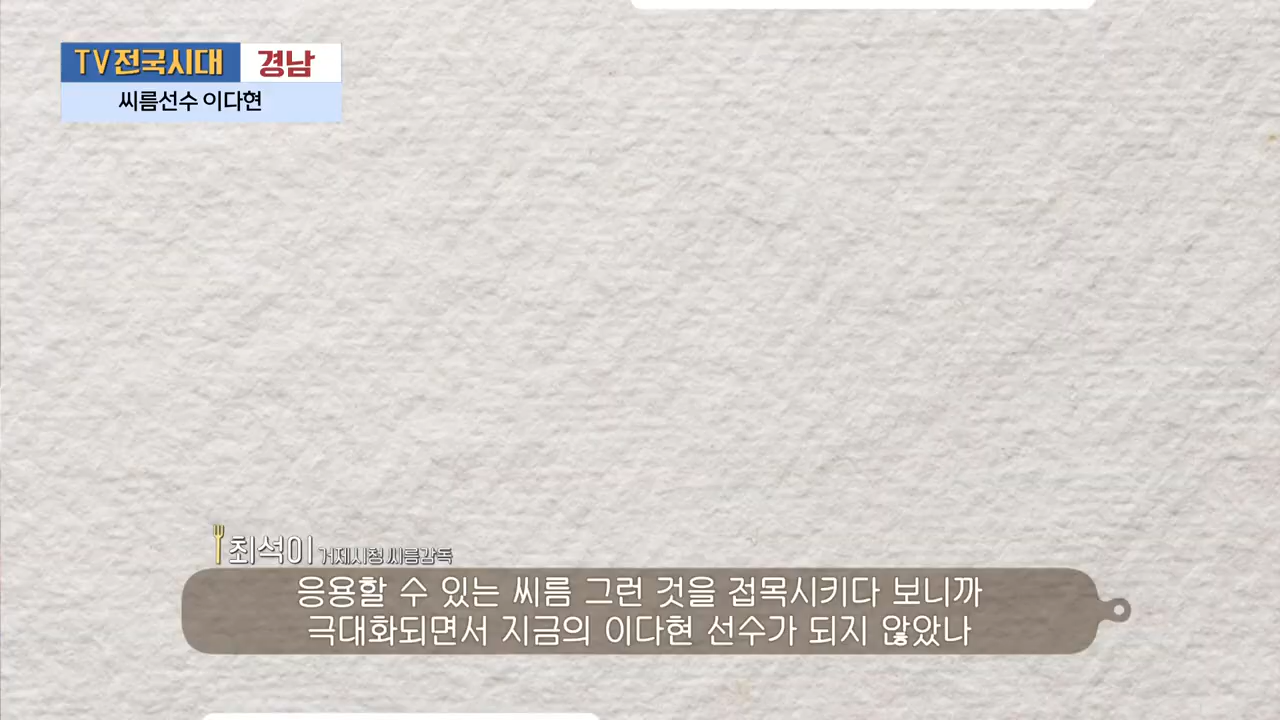 TV전국시대 경남
씨름선수 이다현
최석이 거제시청 씨름감독
응용할 수 있는 씨름 그런 것을 접목시키다 보니까
극대화되면서 지금의 이다현 선수가 되지 않았나